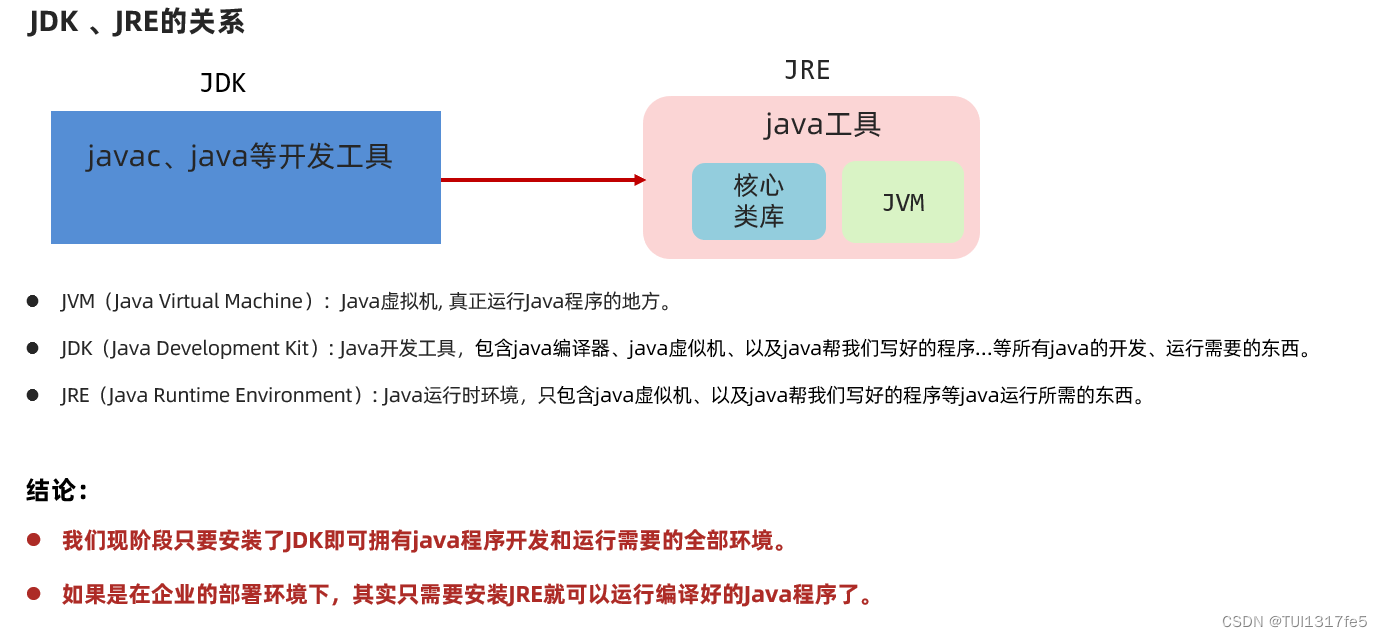 JDK 、JRE的关系
JDK
JRE
javac、java等开发工具
java工具
核心
类库
JVM
JVM（Java Virtual Machine）：Java虚拟机, 真正运行Java程序的地方。
JDK（Java Development Kit）: Java开发工具，包含java编译器、java虚似机、以及java帮我们写好的程序...等所有java的开发、运行需要的东西。
JRE（Java Runtime Environment）: Java运行时环境，只包含java虚似机、以及java帮我们写好的程序等java运行所需的东西。
结论：
我们现阶段只要安装了JDK即可拥有java程序开发和运行需要的全部环境。
如果是在企业的部署环境下，其实只需要安装JRE就可以运行编译好的Java程序了。
CSDN @TUI1317fe5